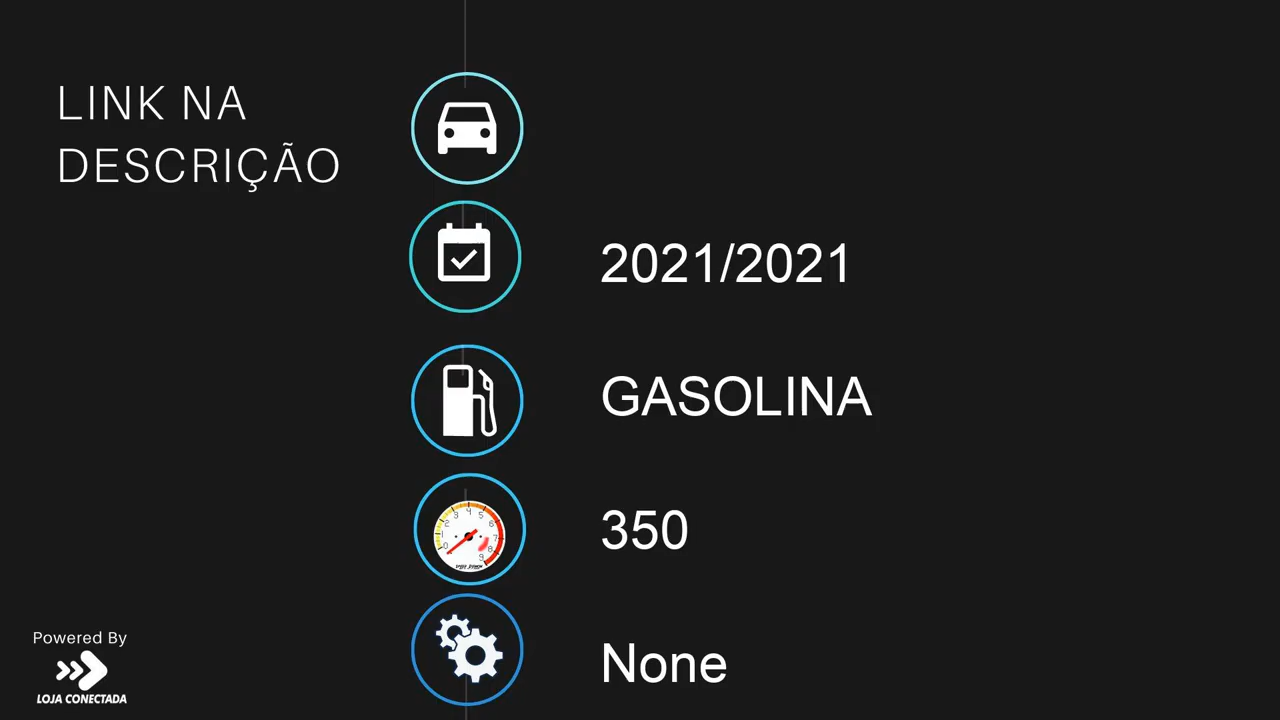 LINK NA
DESCRIÇÃO
2021/2021
GASOLINA
350
None
Powered By
LOJA CONECTADA